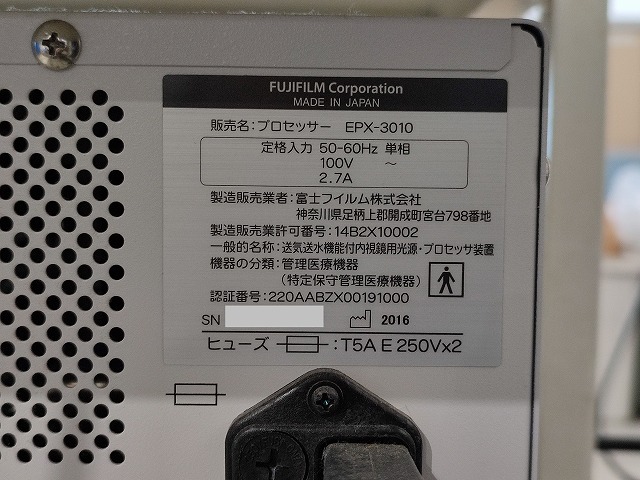 FUJIFILM Corporation
MADE IN JAPAN
販売名：プロセッサー EPX-3010
定格入力 50-60Hz 単相
100V ～
2.7A
製造販売業者：富士フイルム株式会社
神奈川県足柄上郡開成町宮台798番地
製造販売業許可番号：14B2X10002
一般的名称：送気送水機能付内視鏡用光源・プロセッサ装置
機器の分類：管理医療機器
（特定保守管理医療機器）
認証番号：220AABZX00191000
SN
2016
ヒューズ ：T5A E 250Vx2